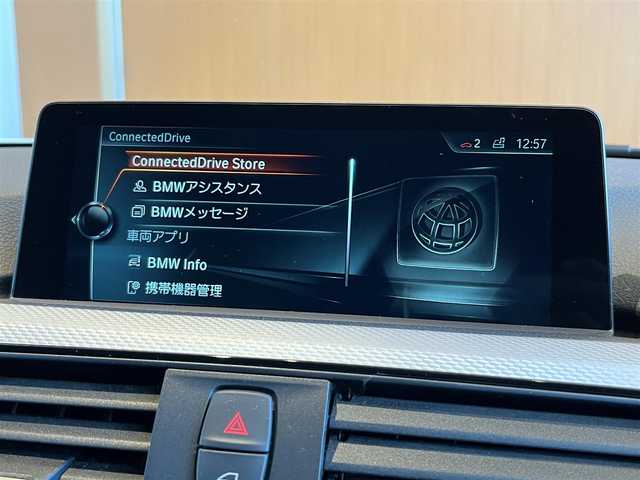 ConnectedDrive
2 12:57
ConnectedDrive Store
BMWアシスタンス
BMWメッセージ
車両アプリ
BMW Info
携帯機器管理